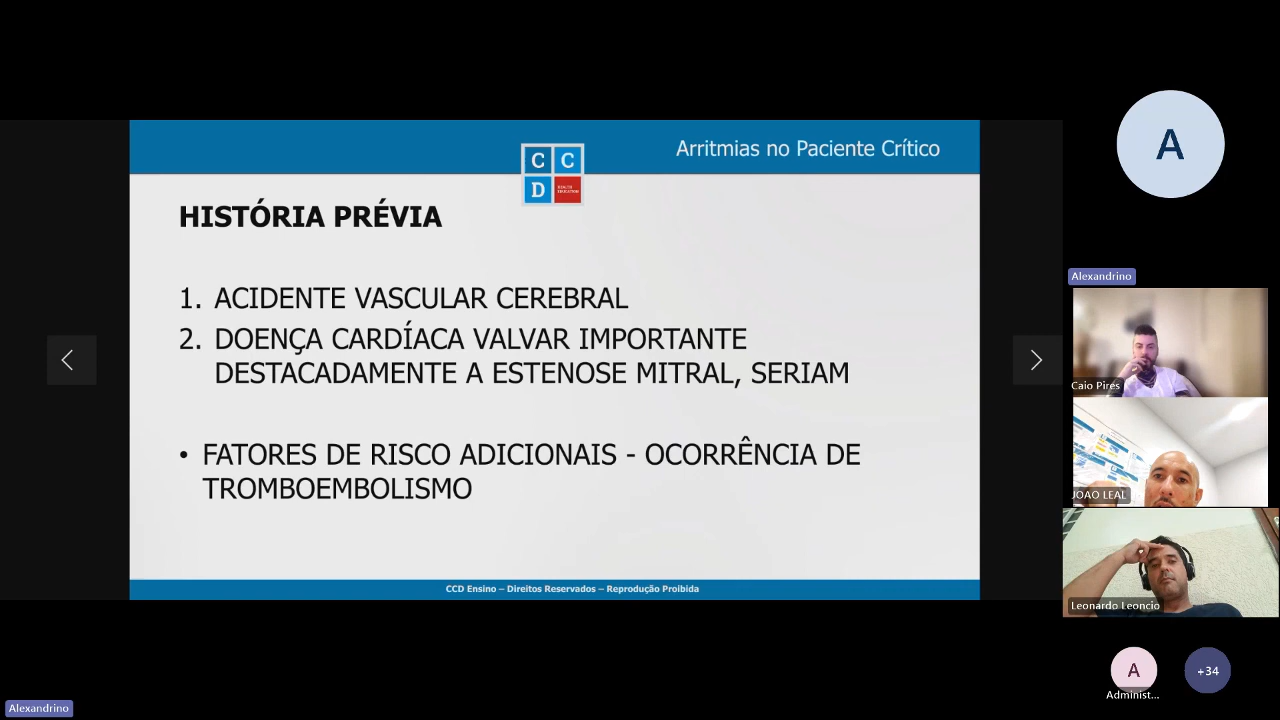 Arritmias no Paciente Crítico
C C
D HEALTH EDUCATION
HISTÓRIA PRÉVIA
1. ACIDENTE VASCULAR CEREBRAL
2. DOENÇA CARDÍACA VALVAR IMPORTANTE
DESTACADAMENTE A ESTENOSE MITRAL, SERIAM
• FATORES DE RISCO ADICIONAIS - OCORRÊNCIA DE
TROMBOEMBOLISMO
CCD Ensino – Direitos Reservados – Reprodução Proibida
A
Alexandrino
Caio Pires
JOAO LEAL
Leonardo Leoncio
A
Administ...
+34
Alexandrino